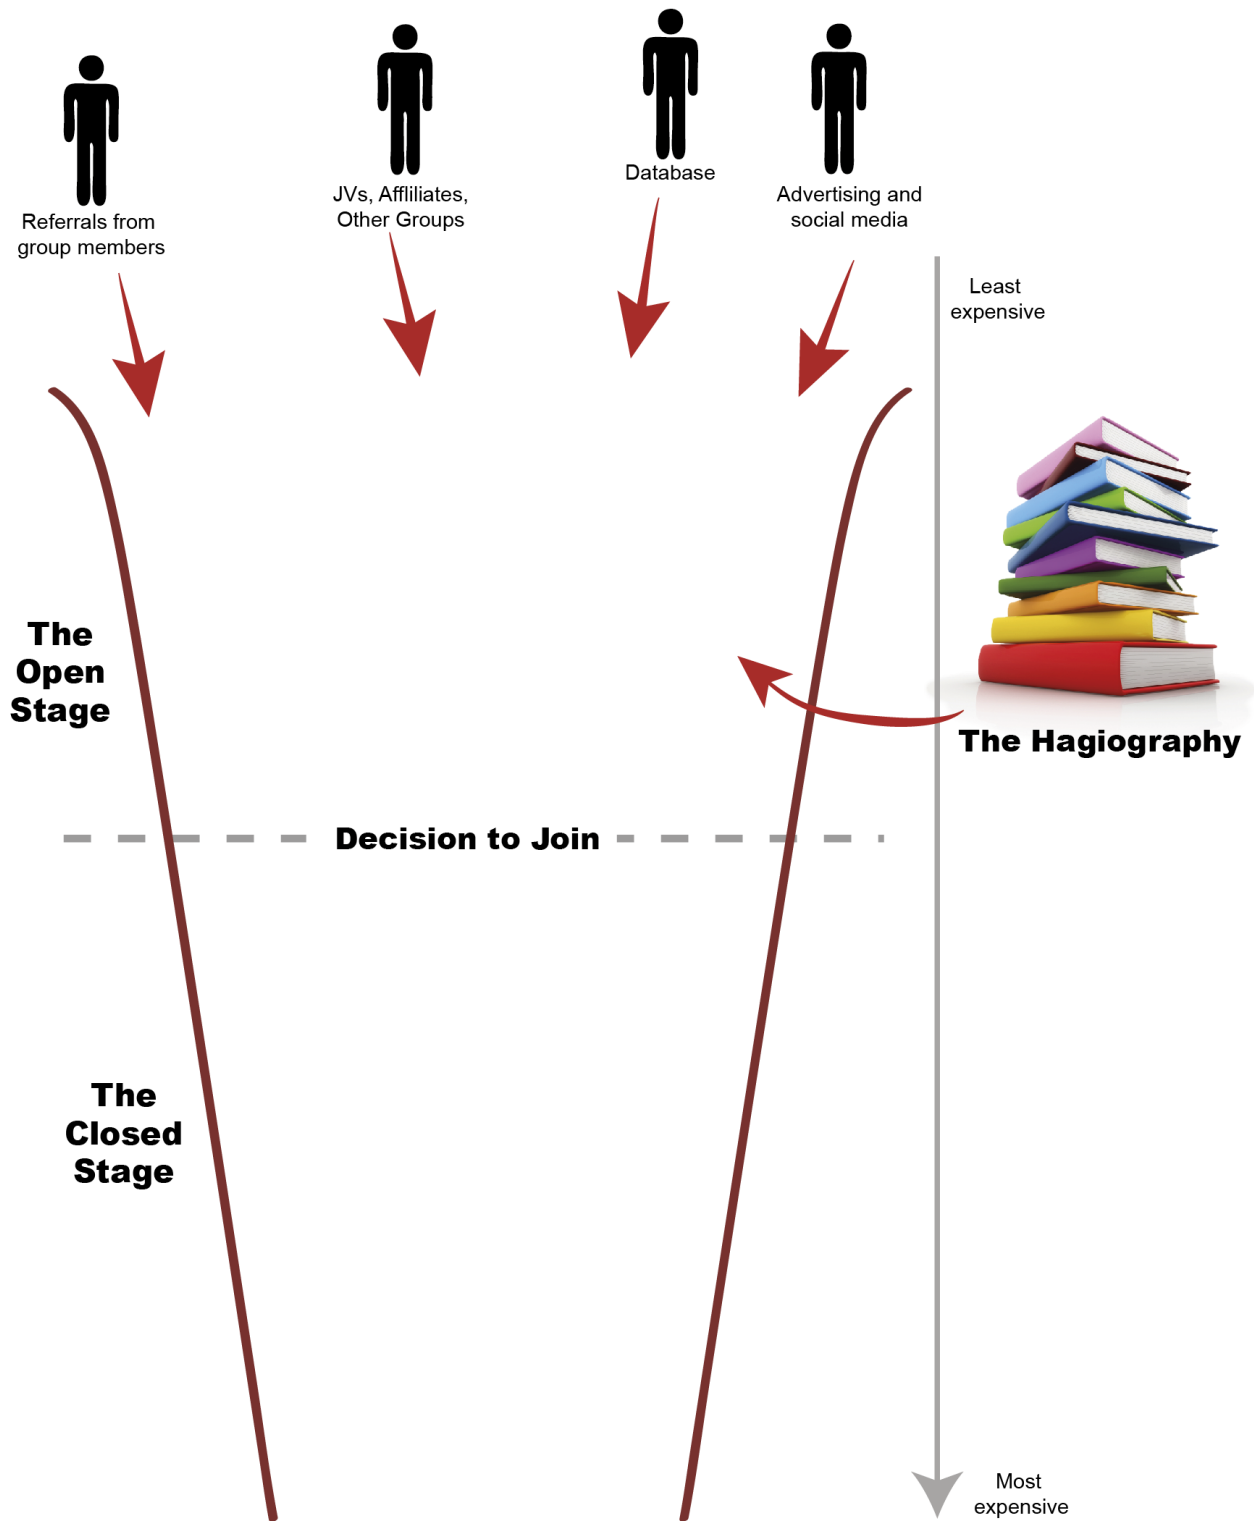 Referrals from
group members
JVs, Affliliates,
Other Groups
Database
Advertising and
social media
Least
expensive
The
Open
Stage
The Hagiography
Decision to Join
The
Closed
Stage
Most
expensive